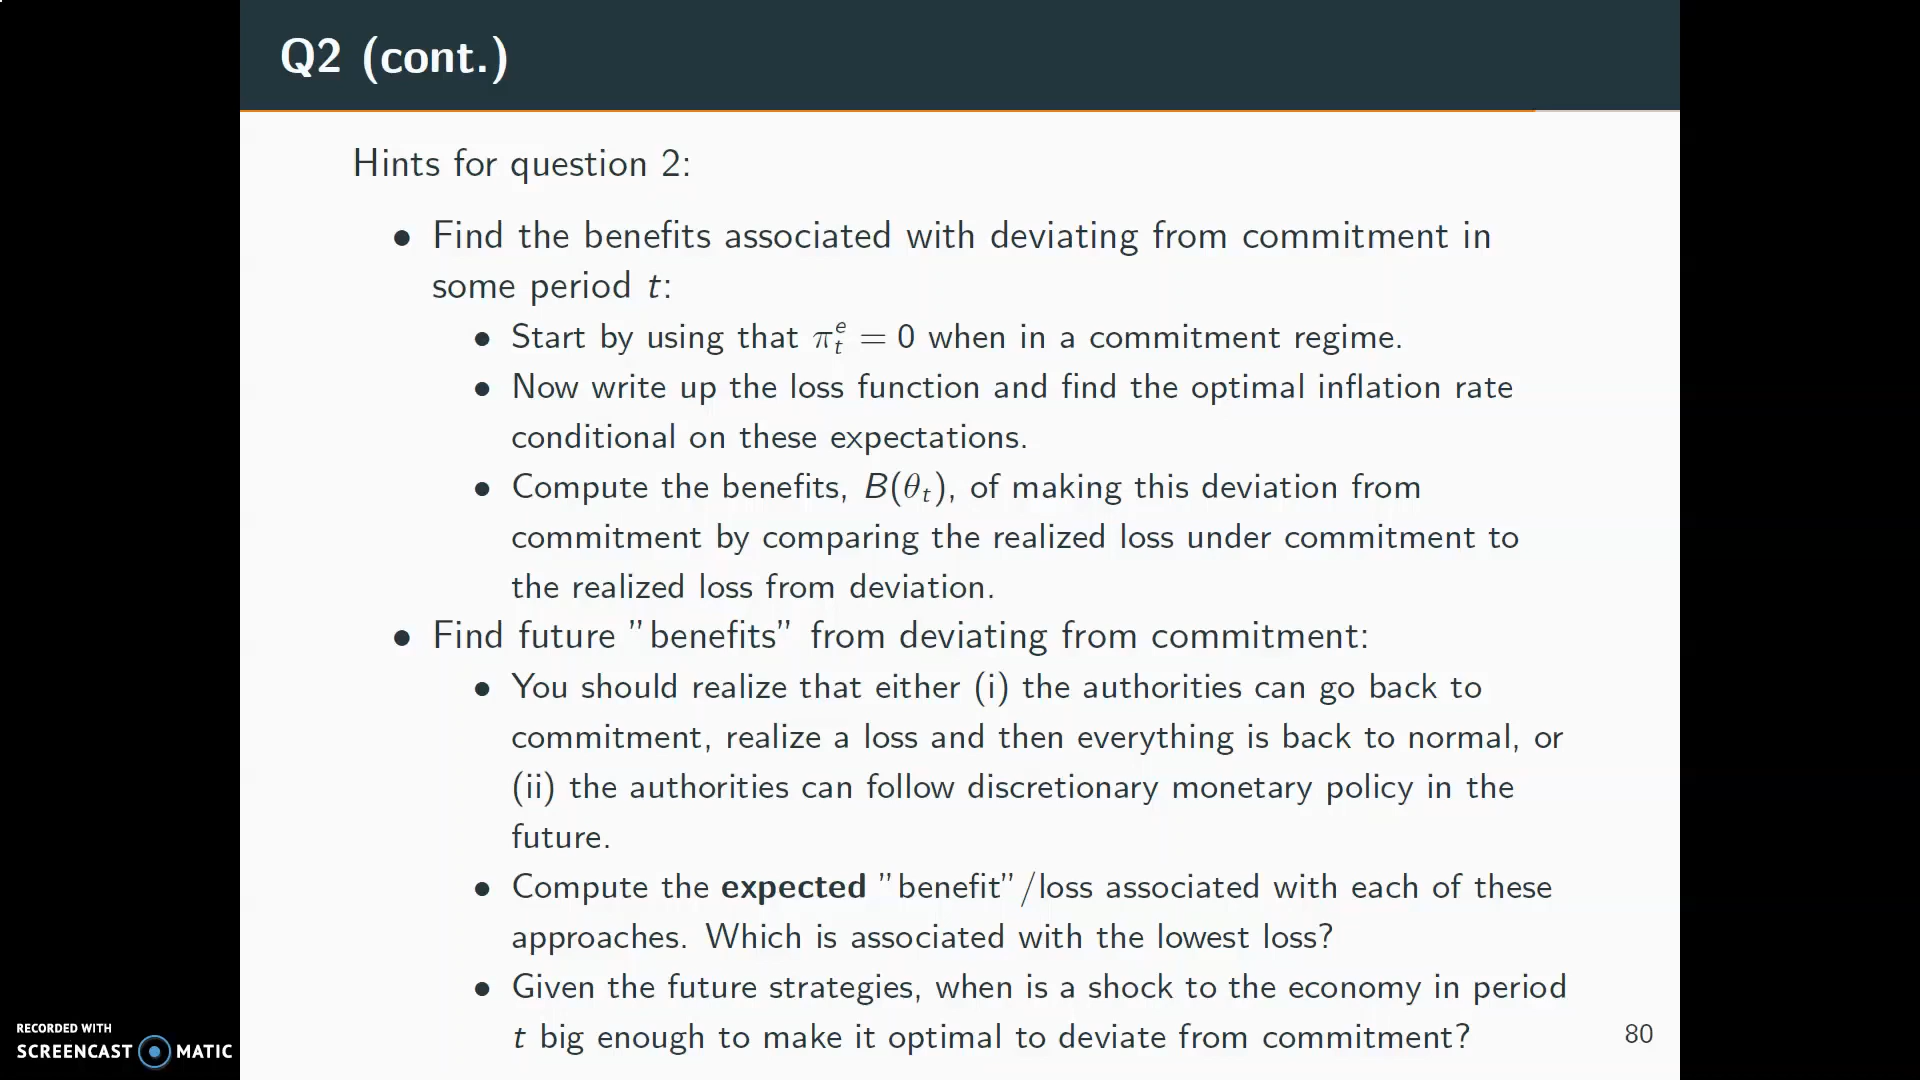 Q2 (cont.)
Hints for question 2:
• Find the benefits associated with deviating from commitment in
some period t:
• Start by using that πₜᵉ = 0 when in a commitment regime.
• Now write up the loss function and find the optimal inflation rate
conditional on these expectations.
• Compute the benefits, B(θₜ), of making this deviation from
commitment by comparing the realized loss under commitment to
the realized loss from deviation.
• Find future ”benefits” from deviating from commitment:
• You should realize that either (i) the authorities can go back to
commitment, realize a loss and then everything is back to normal, or
(ii) the authorities can follow discretionary monetary policy in the
future.
• Compute the expected ”benefit”/loss associated with each of these
approaches. Which is associated with the lowest loss?
• Given the future strategies, when is a shock to the economy in period
t big enough to make it optimal to deviate from commitment?
80
RECORDED WITH
SCREENCAST MATIC